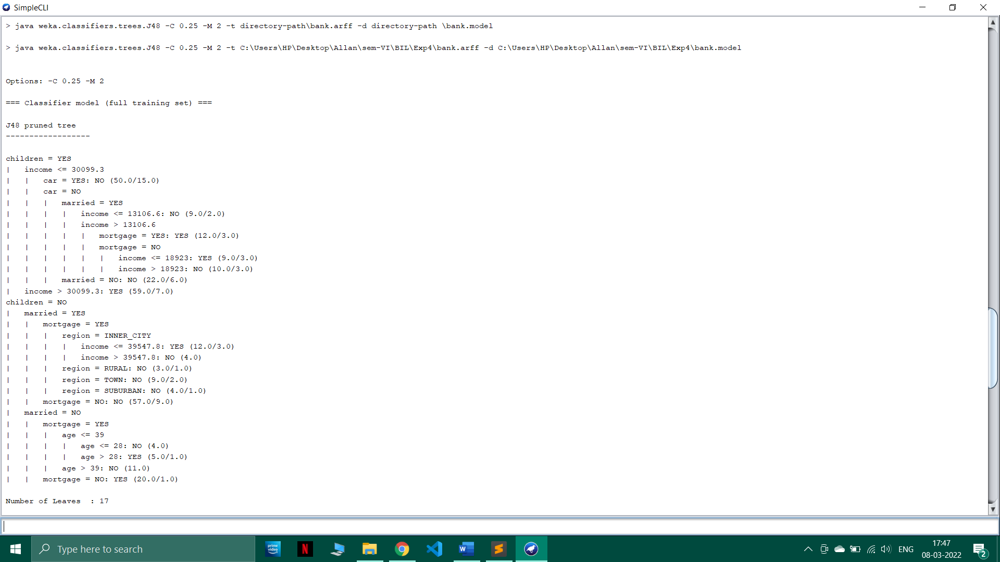 SimpleCLI
> java weka.classifiers.trees.J48 -C 0.25 -M 2 -t directory-path\bank.arff -d directory-path \bank.model
> java weka.classifiers.trees.J48 -C 0.25 -M 2 -t C:\Users\HP\Desktop\Allan\sem-VI\BIL\Exp4\bank.arff -d C:\Users\HP\Desktop\Allan\sem-VI\BIL\Exp4\bank.model
Options: -C 0.25 -M 2
=== Classifier model (full training set) ===
J48 pruned tree
------------------
children = YES
|   income <= 30099.3
|   |   car = YES: NO (50.0/15.0)
|   |   car = NO
|   |   |   married = YES
|   |   |   |   income <= 13106.6: NO (9.0/2.0)
|   |   |   |   income > 13106.6
|   |   |   |   |   mortgage = YES: YES (12.0/3.0)
|   |   |   |   |   mortgage = NO
|   |   |   |   |   |   income <= 18923: YES (9.0/3.0)
|   |   |   |   |   |   income > 18923: NO (10.0/3.0)
|   |   |   married = NO: NO (22.0/6.0)
|   income > 30099.3: YES (59.0/7.0)
children = NO
|   married = YES
|   |   mortgage = YES
|   |   |   region = INNER_CITY
|   |   |   |   income <= 39547.8: YES (12.0/3.0)
|   |   |   |   income > 39547.8: NO (4.0)
|   |   |   region = RURAL: NO (3.0/1.0)
|   |   |   region = TOWN: NO (9.0/2.0)
|   |   |   region = SUBURBAN: NO (4.0/1.0)
|   |   mortgage = NO: NO (57.0/9.0)
|   married = NO
|   |   mortgage = YES
|   |   |   age <= 39
|   |   |   |   age <= 28: NO (4.0)
|   |   |   |   age > 28: YES (5.0/1.0)
|   |   |   age > 39: NO (11.0)
|   |   mortgage = NO: YES (20.0/1.0)
Number of Leaves  : 17
Type here to search
prime video
N
W
ENG
17:47
08-03-2022
2